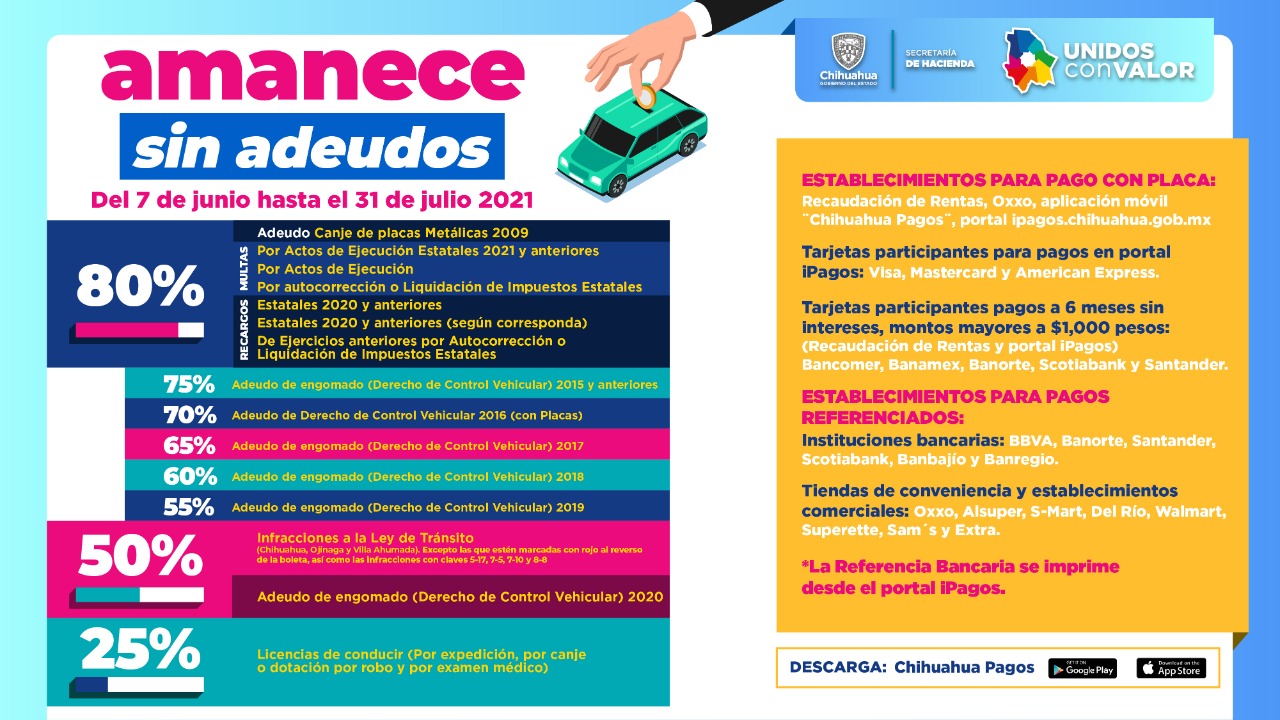 amanece
sin adeudos
Del 7 de junio hasta el 31 de julio 2021
80%
Adeudo Canje de placas Metálicas 2009
MULTAS
Por Actos de Ejecución Estatales 2021 y anteriores
Por Actos de Ejecución
Por autocorrección o Liquidación de Impuestos Estatales
RECARGOS
Estatales 2020 y anteriores
Estatales 2020 y anteriores (según corresponda)
De Ejercicios anteriores por Autocorrección o
Liquidación de Impuestos Estatales
75% Adeudo de engomado (Derecho de Control Vehicular) 2015 y anteriores
70% Adeudo de Derecho de Control Vehicular 2016 (con Placas)
65% Adeudo de engomado (Derecho de Control Vehicular) 2017
60% Adeudo de engomado (Derecho de Control Vehicular) 2018
55% Adeudo de engomado (Derecho de Control Vehicular) 2019
50%
Infracciones a la Ley de Tránsito
(Chihuahua, Ojinaga y Villa Ahumada). Excepto las que estén marcadas con rojo al reverso
de la boleta, así como las infracciones con claves 5-17, 7-5, 7-10 y 8-8
Adeudo de engomado (Derecho de Control Vehicular) 2020
25%
Licencias de conducir (Por expedición, por canje
o dotación por robo y por examen médico)
Chihuahua
GOBIERNO DEL ESTADO
SECRETARÍA
DE HACIENDA
UNIDOS
conVALOR
ESTABLECIMIENTOS PARA PAGO CON PLACA:
Recaudación de Rentas, Oxxo, aplicación móvil
¨Chihuahua Pagos¨, portal ipagos.chihuahua.gob.mx
Tarjetas participantes para pagos en portal
iPagos: Visa, Mastercard y American Express.
Tarjetas participantes pagos a 6 meses sin
intereses, montos mayores a $1,000 pesos:
(Recaudación de Rentas y portal iPagos)
Bancomer, Banamex, Banorte, Scotiabank y Santander.
ESTABLECIMIENTOS PARA PAGOS
REFERENCIADOS:
Instituciones bancarias: BBVA, Banorte, Santander,
Scotiabank, Banbajío y Banregio.
Tiendas de conveniencia y establecimientos
comerciales: Oxxo, Alsuper, S-Mart, Del Río, Walmart,
Superette, Sam´s y Extra.
*La Referencia Bancaria se imprime
desde el portal iPagos.
DESCARGA: Chihuahua Pagos
GET IT ON
Google Play
Download on the
App Store